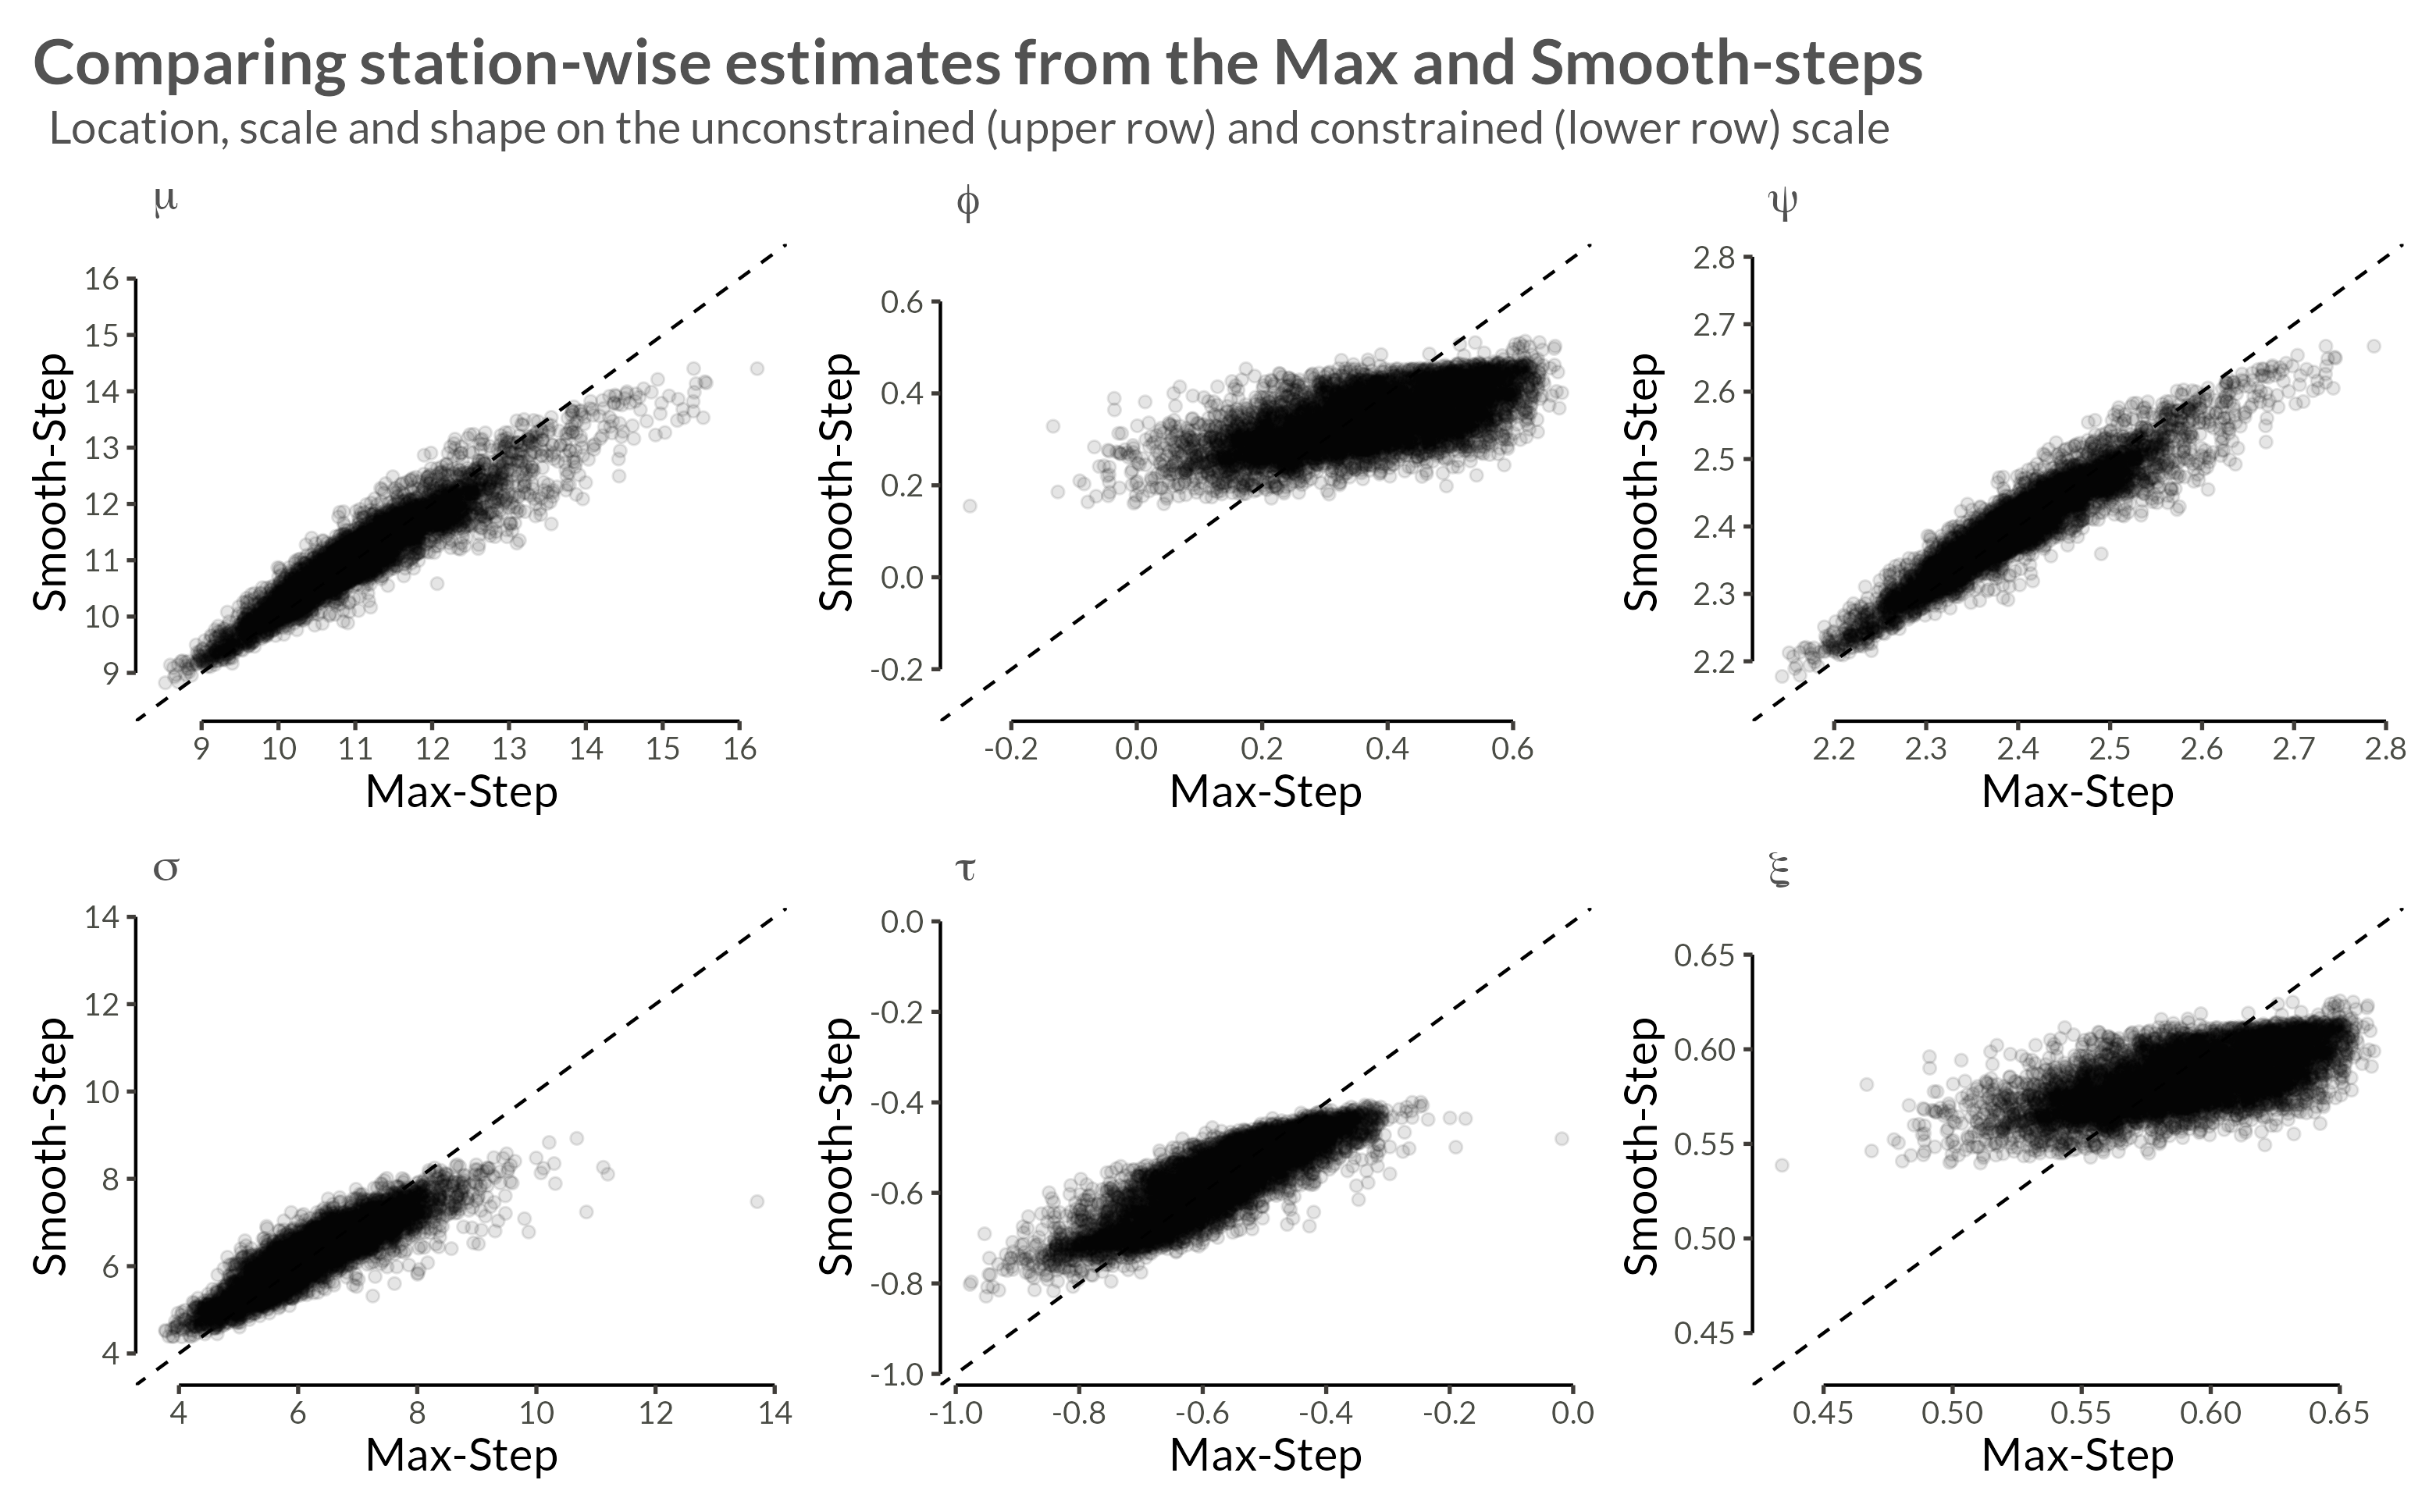 Comparing station-wise estimates from the Max and Smooth-steps
Location, scale and shape on the unconstrained (upper row) and constrained (lower row) scale
μ
Smooth-Step
16
15
14
13
12
11
10
9
9 10 11 12 13 14 15 16
Max-Step
ϕ
Smooth-Step
0.6
0.4
0.2
0.0
-0.2
-0.2 0.0 0.2 0.4 0.6
Max-Step
ψ
Smooth-Step
2.8
2.7
2.6
2.5
2.4
2.3
2.2
2.2 2.3 2.4 2.5 2.6 2.7 2.8
Max-Step
σ
Smooth-Step
14
12
10
8
6
4
4 6 8 10 12 14
Max-Step
τ
Smooth-Step
0.0
-0.2
-0.4
-0.6
-0.8
-1.0
-1.0 -0.8 -0.6 -0.4 -0.2 0.0
Max-Step
ξ
Smooth-Step
0.65
0.60
0.55
0.50
0.45
0.45 0.50 0.55 0.60 0.65
Max-Step